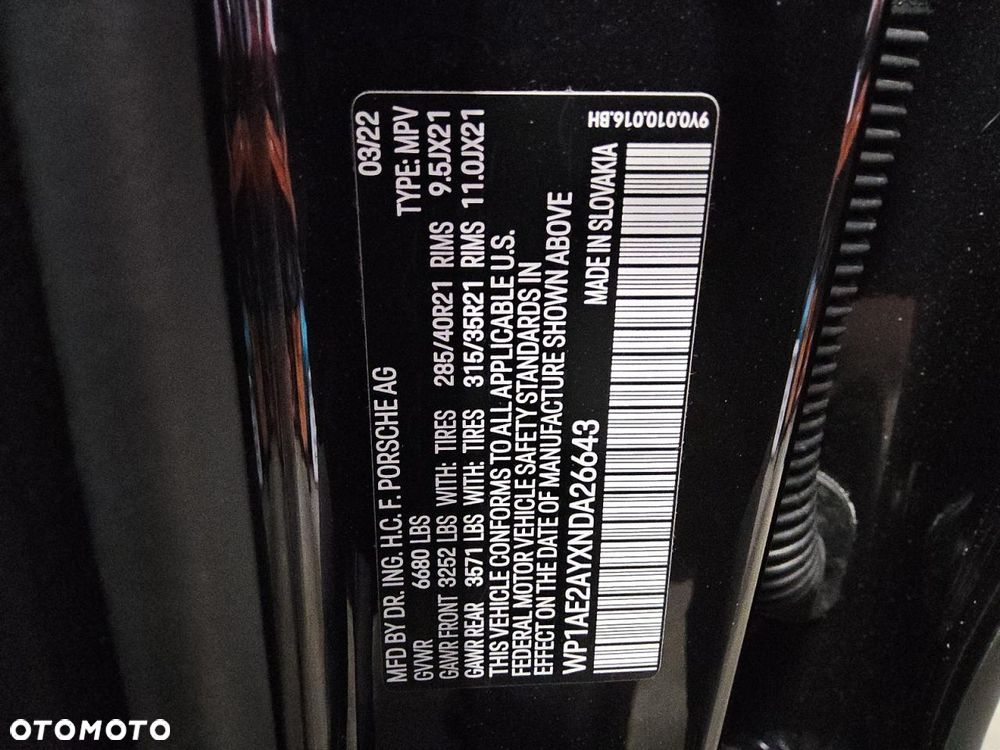 MFD BY DR. ING. H.C. F. PORSCHE AG 03/22
GVWR 6680 LBS TYPE: MPV
GAWR FRONT 3252 LBS WITH: TIRES 285/40R21 RIMS 9.5JX21
GAWR REAR 3571 LBS WITH: TIRES 315/35R21 RIMS 11.0JX21
THIS VEHICLE CONFORMS TO ALL APPLICABLE U.S.
FEDERAL MOTOR VEHICLE SAFETY STANDARDS IN
EFFECT ON THE DATE OF MANUFACTURE SHOWN ABOVE
WP1AE2AYXNDA26643 MADE IN SLOVAKIA
9Y0.010.016.BH
OTOMOTO